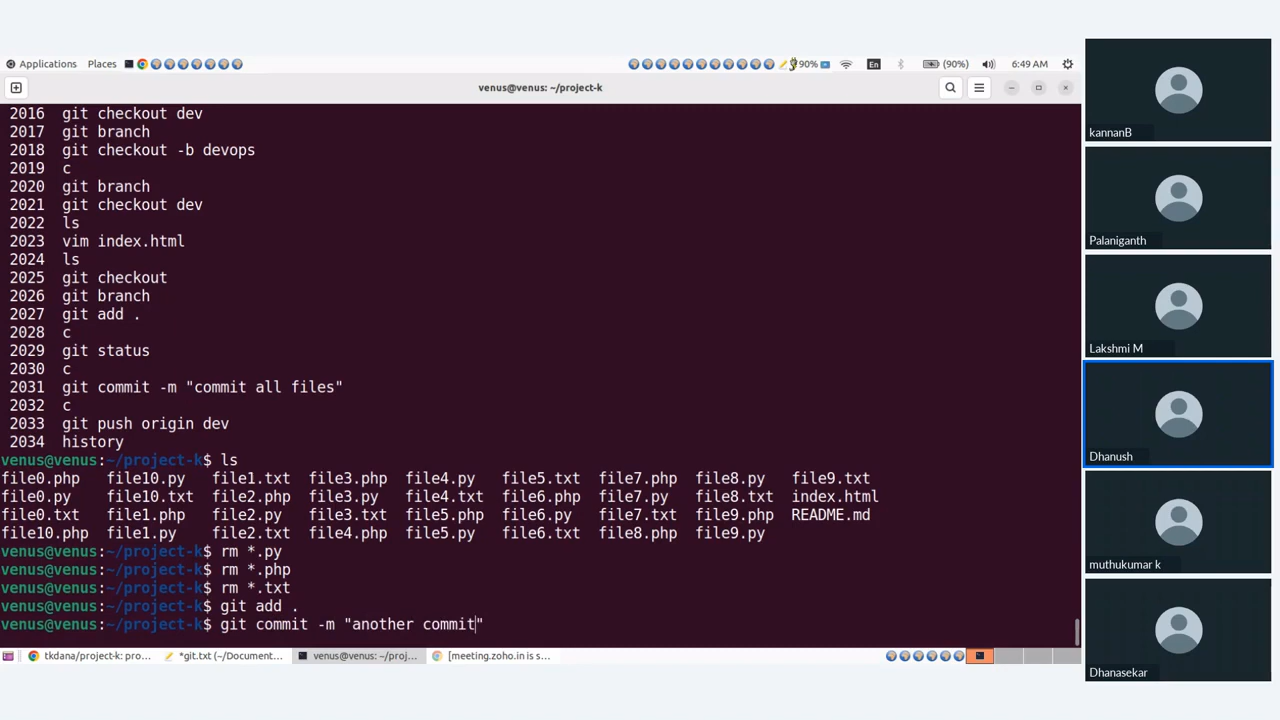 Applications Places 90% En (90%) 6:49 AM
venus@venus: ~/project-k
2016 git checkout dev
2017 git branch
2018 git checkout -b devops
2019 c
2020 git branch
2021 git checkout dev
2022 ls
2023 vim index.html
2024 ls
2025 git checkout
2026 git branch
2027 git add .
2028 c
2029 git status
2030 c
2031 git commit -m "commit all files"
2032 c
2033 git push origin dev
2034 history
venus@venus:~/project-k$ ls
file0.php file10.py file1.txt file3.php file4.py file5.txt file7.php file8.py file9.txt
file0.py file10.txt file2.php file3.py file4.txt file6.php file7.py file8.txt index.html
file0.txt file1.php file2.py file3.txt file5.php file6.py file7.txt file9.php README.md
file10.php file1.py file2.txt file4.php file5.py file6.txt file8.php file9.py
venus@venus:~/project-k$ rm *.py
venus@venus:~/project-k$ rm *.php
venus@venus:~/project-k$ rm *.txt
venus@venus:~/project-k$ git add .
venus@venus:~/project-k$ git commit -m "another commit"
tkdana/project-k: pro... *git.txt (~/Document... venus@venus: ~/proj... [meeting.zoho.in is s...
kannanB
Palaniganth
Lakshmi M
Dhanush
muthukumar k
Dhanasekar